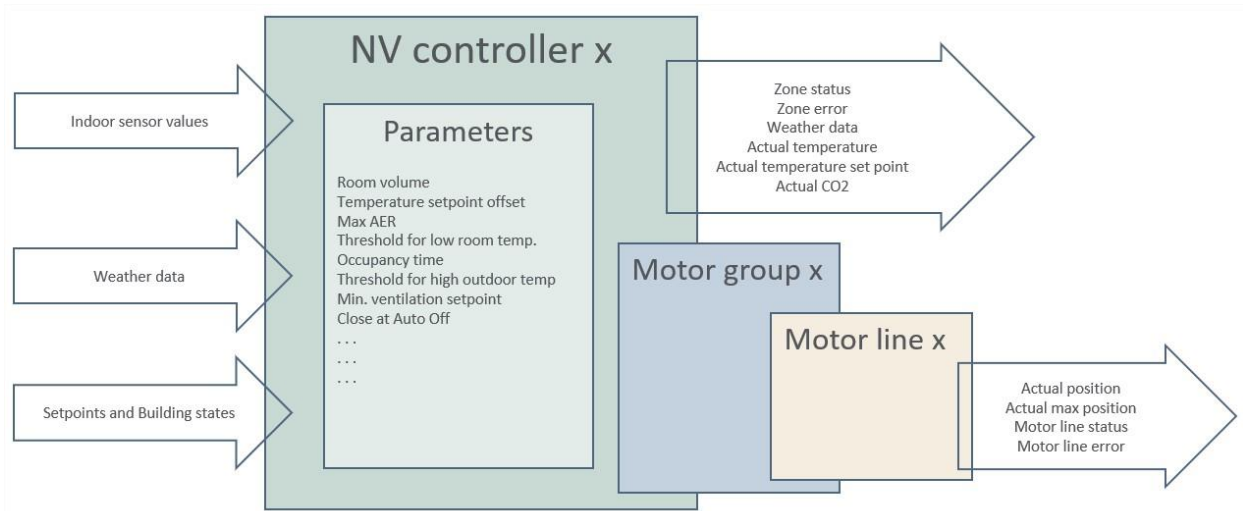 NV controller x
Indoor sensor values
Weather data
Setpoints and Building states
Parameters
Room volume
Temperature setpoint offset
Max AER
Threshold for low room temp.
Occupancy time
Threshold for high outdoor temp
Min. ventilation setpoint
Close at Auto Off
. . .
. . .
. . .
Zone status
Zone error
Weather data
Actual temperature
Actual temperature set point
Actual CO2
Motor group x
Motor line x
Actual position
Actual max position
Motor line status
Motor line error